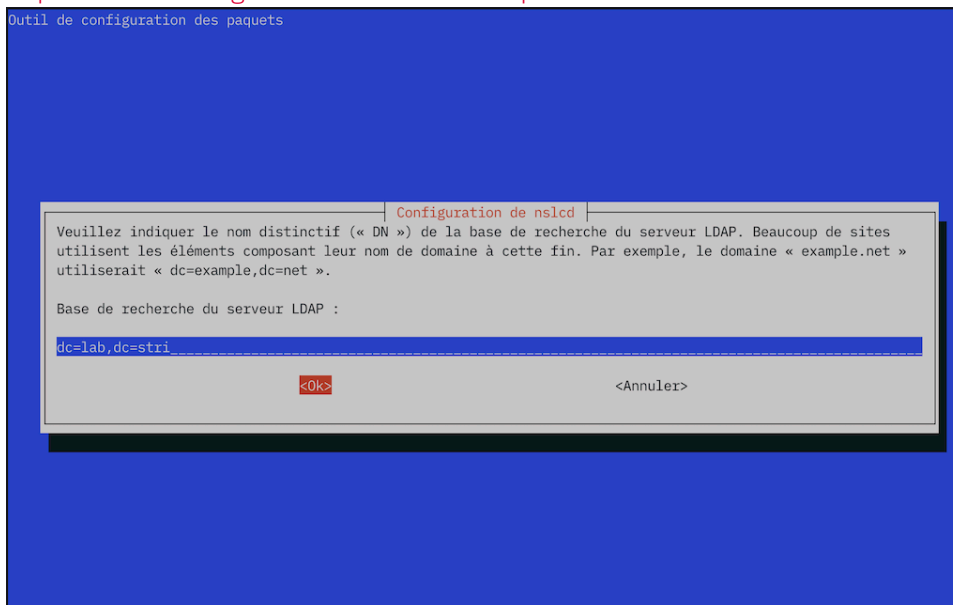 Outil de configuration des paquets
Configuration de nslcd
Veuillez indiquer le nom distinctif (« DN ») de la base de recherche du serveur LDAP. Beaucoup de sites
utilisent les éléments composant leur nom de domaine à cette fin. Par exemple, le domaine « example.net »
utiliserait « dc=example,dc=net ».
Base de recherche du serveur LDAP :
dc=lab,dc=stri
<Ok> <Annuler>